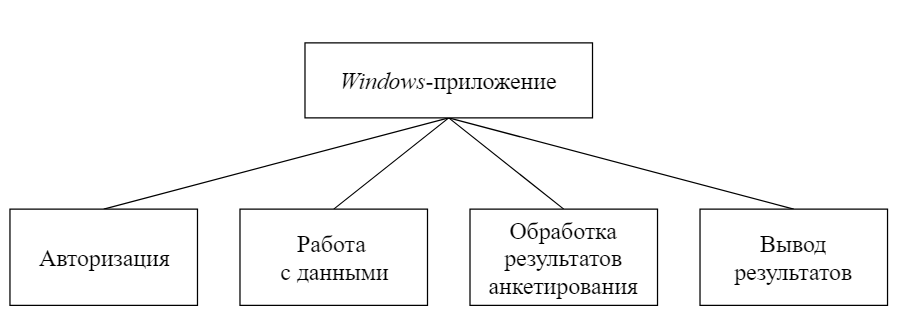 Windows-приложение
Авторизация
Работа
с данными
Обработка
результатов
анкетирования
Вывод
результатов